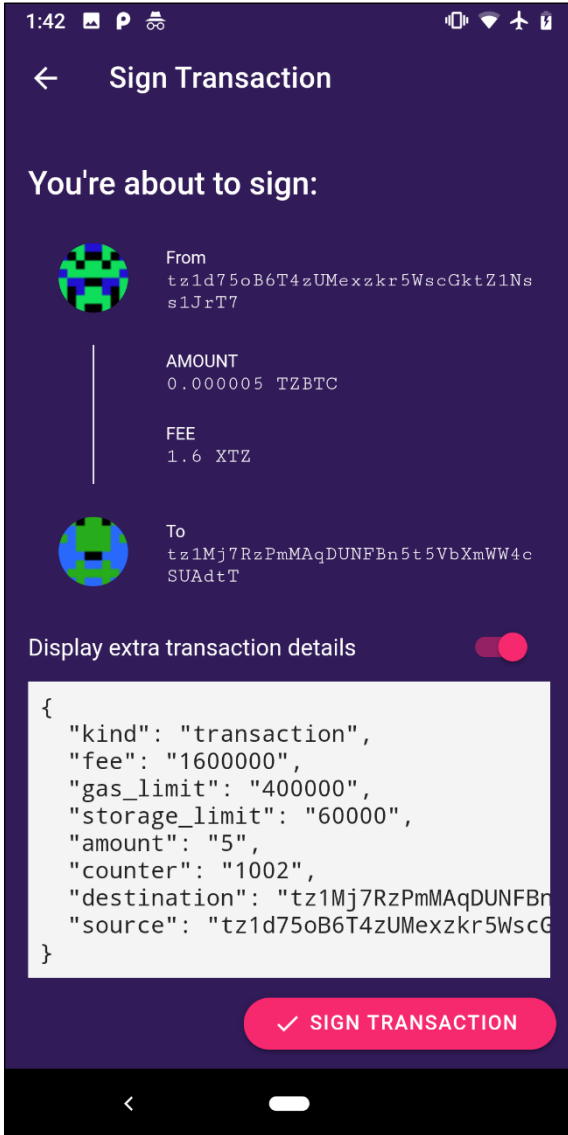 1:42
Sign Transaction
You're about to sign:
From
tz1d75oB6T4zUMexzkr5WscGktZ1Ns
s1JrT7
AMOUNT
0.000005 TZBTC
FEE
1.6 XTZ
To
tz1Mj7RzPmMAqDUNFBn5t5VbXmWW4c
SUAdtT
Display extra transaction details
{
"kind": "transaction",
"fee": "1600000",
"gas_limit": "400000",
"storage_limit": "60000",
"amount": "5",
"counter": "1002",
"destination": "tz1Mj7RzPmMAqDUNFBn
"source": "tz1d75oB6T4zUMexzkr5WscG
}
SIGN TRANSACTION